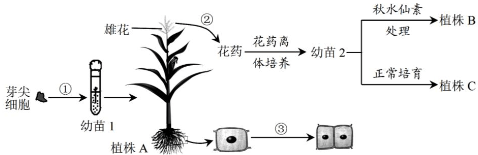 雄花
②
花药
花药离
体培养
幼苗 2
秋水仙素
处理
植株 B
正常培育
植株 C
芽尖
细胞
①
幼苗 1
植株 A
③